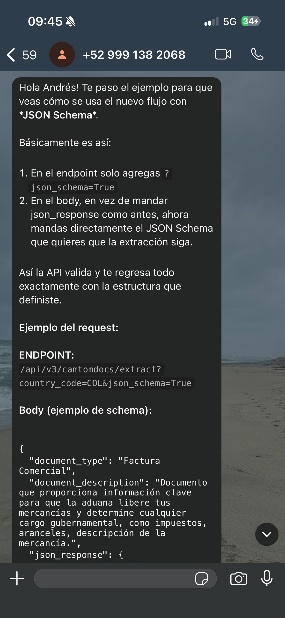 09:45
5G 34
59
+52 999 138 2068
Hola Andrés! Te paso el ejemplo para que
veas cómo se usa el nuevo flujo con
*JSON Schema*.
Básicamente es así:
1. En el endpoint solo agregas ?
json_schema=True
2. En el body, en vez de mandar
json_response como antes, ahora
mandas directamente el JSON Schema
que quieres que la extracción siga.
Así la API valida y te regresa todo
exactamente con la estructura que
definiste.
Ejemplo del request:
ENDPOINT:
/api/v3/camtomdocs/extract?
country_code=COL&json_schema=True
Body (ejemplo de schema):
{
"document_type": "Factura
Comercial",
"document_description": "Documento
que proporciona información clave
para que la aduana libere tus
mercancías y determine cualquier
cargo gubernamental, como impuestos,
aranceles, descripción de la
mercancía.",
"json_response": {